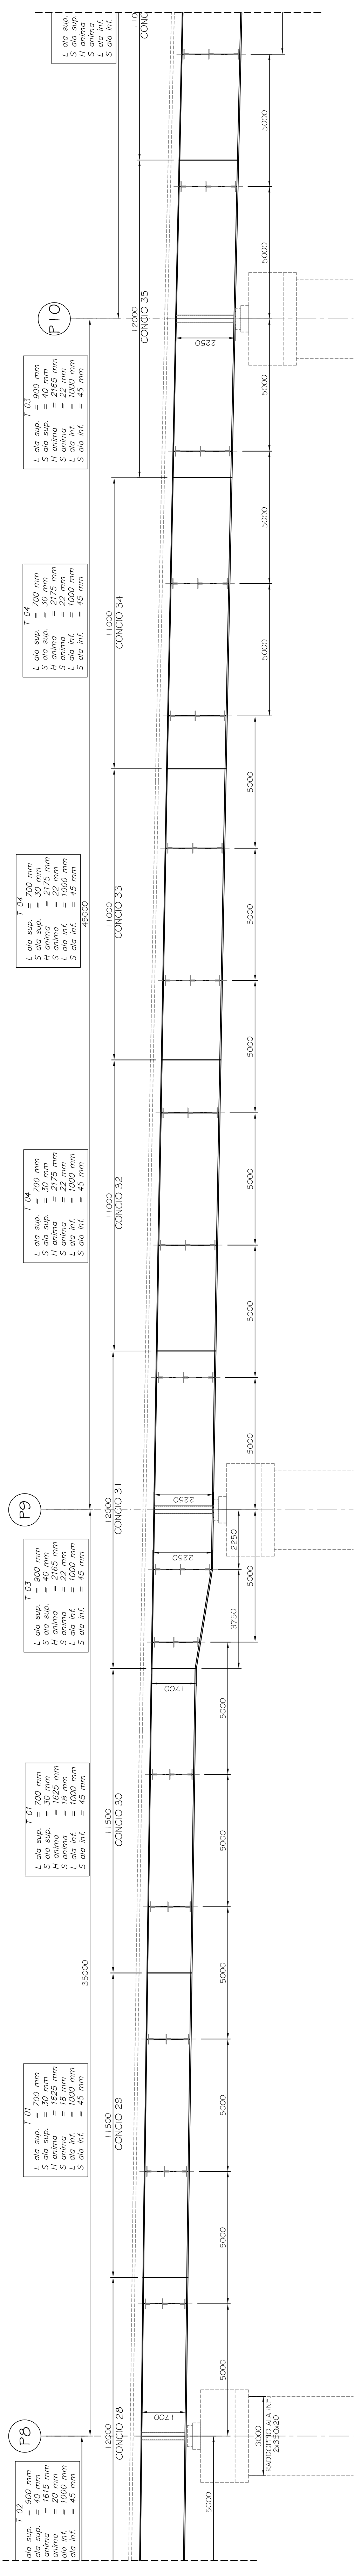 P8
P9
P10
T 02
ala sup. = 900 mm
ala sup. = 40 mm
anima = 1615 mm
anima = 20 mm
ala inf. = 1000 mm
ala inf. = 45 mm
T 01
L ala sup. = 700 mm
S ala sup. = 30 mm
H anima = 1625 mm
S anima = 18 mm
L ala inf. = 1000 mm
S ala inf. = 45 mm
T 01
L ala sup. = 700 mm
S ala sup. = 30 mm
H anima = 1625 mm
S anima = 18 mm
L ala inf. = 1000 mm
S ala inf. = 45 mm
T 03
L ala sup. = 900 mm
S ala sup. = 40 mm
H anima = 2165 mm
S anima = 22 mm
L ala inf. = 1000 mm
S ala inf. = 45 mm
T 04
L ala sup. = 700 mm
S ala sup. = 30 mm
H anima = 2175 mm
S anima = 22 mm
L ala inf. = 1000 mm
S ala inf. = 45 mm
T 04
L ala sup. = 700 mm
S ala sup. = 30 mm
H anima = 2175 mm
S anima = 22 mm
L ala inf. = 1000 mm
S ala inf. = 45 mm
T 04
L ala sup. = 700 mm
S ala sup. = 30 mm
H anima = 2175 mm
S anima = 22 mm
L ala inf. = 1000 mm
S ala inf. = 45 mm
T 03
L ala sup. = 900 mm
S ala sup. = 40 mm
H anima = 2165 mm
S anima = 22 mm
L ala inf. = 1000 mm
S ala inf. = 45 mm
L ala sup.
S ala sup.
H anima
S anima
L ala inf.
S ala inf.
35000
45000
12000
CONCIO 28
11500
CONCIO 29
11500
CONCIO 30
12000
CONCIO 31
11000
CONCIO 32
11000
CONCIO 33
11000
CONCIO 34
12000
CONCIO 35
110
CONC
1700
1700
2250
2250
2250
5000
5000
5000
5000
5000
5000
5000
3750
2250
5000
5000
5000
5000
5000
5000
5000
5000
5000
5000
5000
5000
3000
RADDOPPIO ALA INF
2x350x20